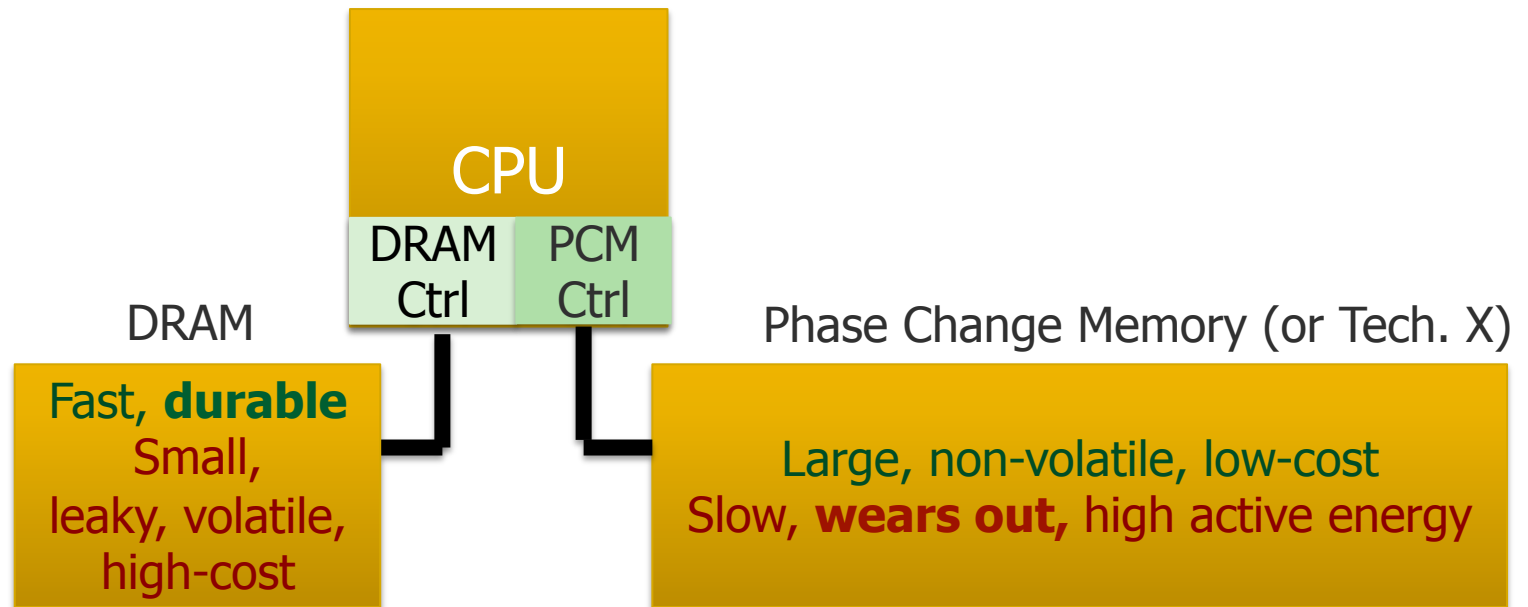 CPU
DRAM
Ctrl
PCM
Ctrl
DRAM
Fast, durable
Small,
leaky, volatile,
high-cost
Phase Change Memory (or Tech. X)
Large, non-volatile, low-cost
Slow, wears out, high active energy